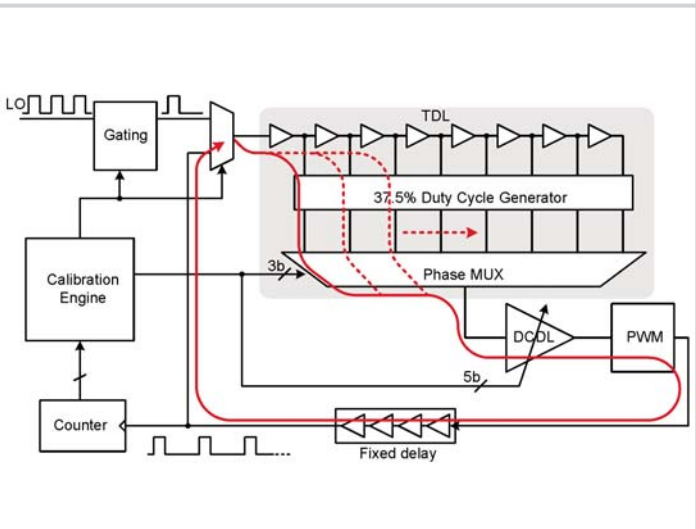 LO
Gating
TDL
37.5% Duty Cycle Generator
Calibration
Engine
3b
Phase MUX
DCDL
PWM
5b
Counter
Fixed delay